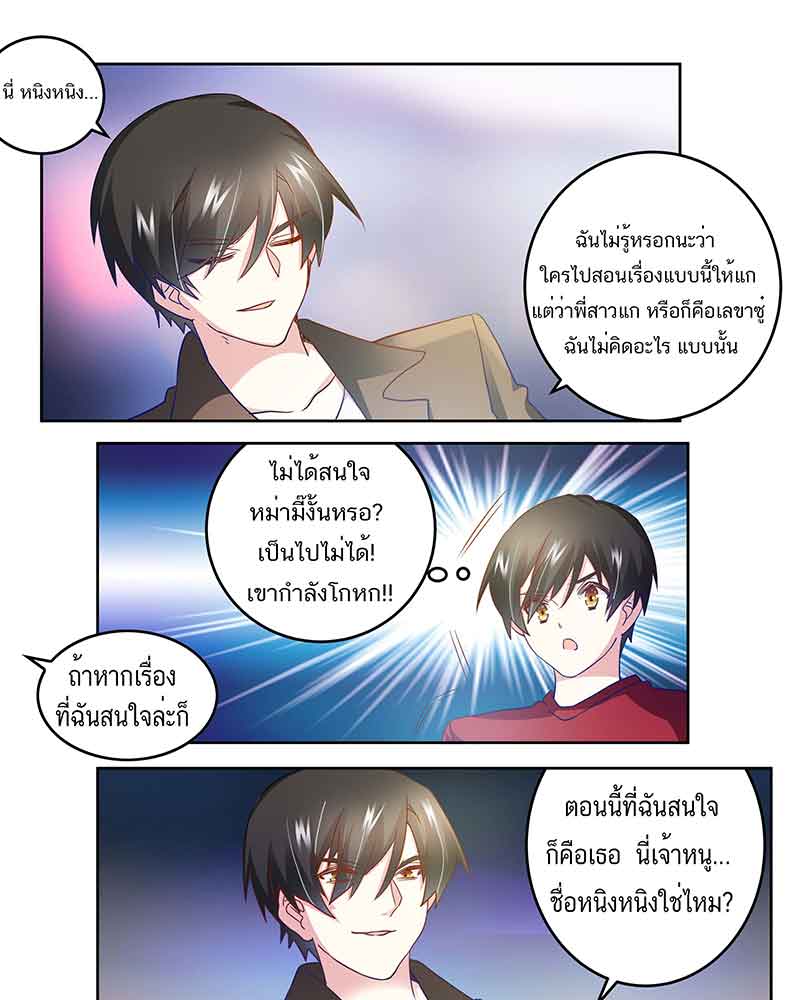 นี่ หนิงหนิง...
ฉันไม่รู้หรอกนะว่า
ใครไปสอนเรื่องแบบนี้ให้แก
แต่ว่าพี่สาวแก หรือก็คือเลขาซู่
ฉันไม่คิดอะไร แบบนั้น
ไม่ได้สนใจ
หม่ามี๊งั้นหรอ?
เป็นไปไม่ได้!
เขากำลังโกหก!!
ถ้าหากเรื่อง
ที่ฉันสนใจล่ะก็
ตอนนี้ที่ฉันสนใจ
ก็คือเธอ นี่เจ้าหนู...
ชื่อหนิงหนิงใช่ไหม?